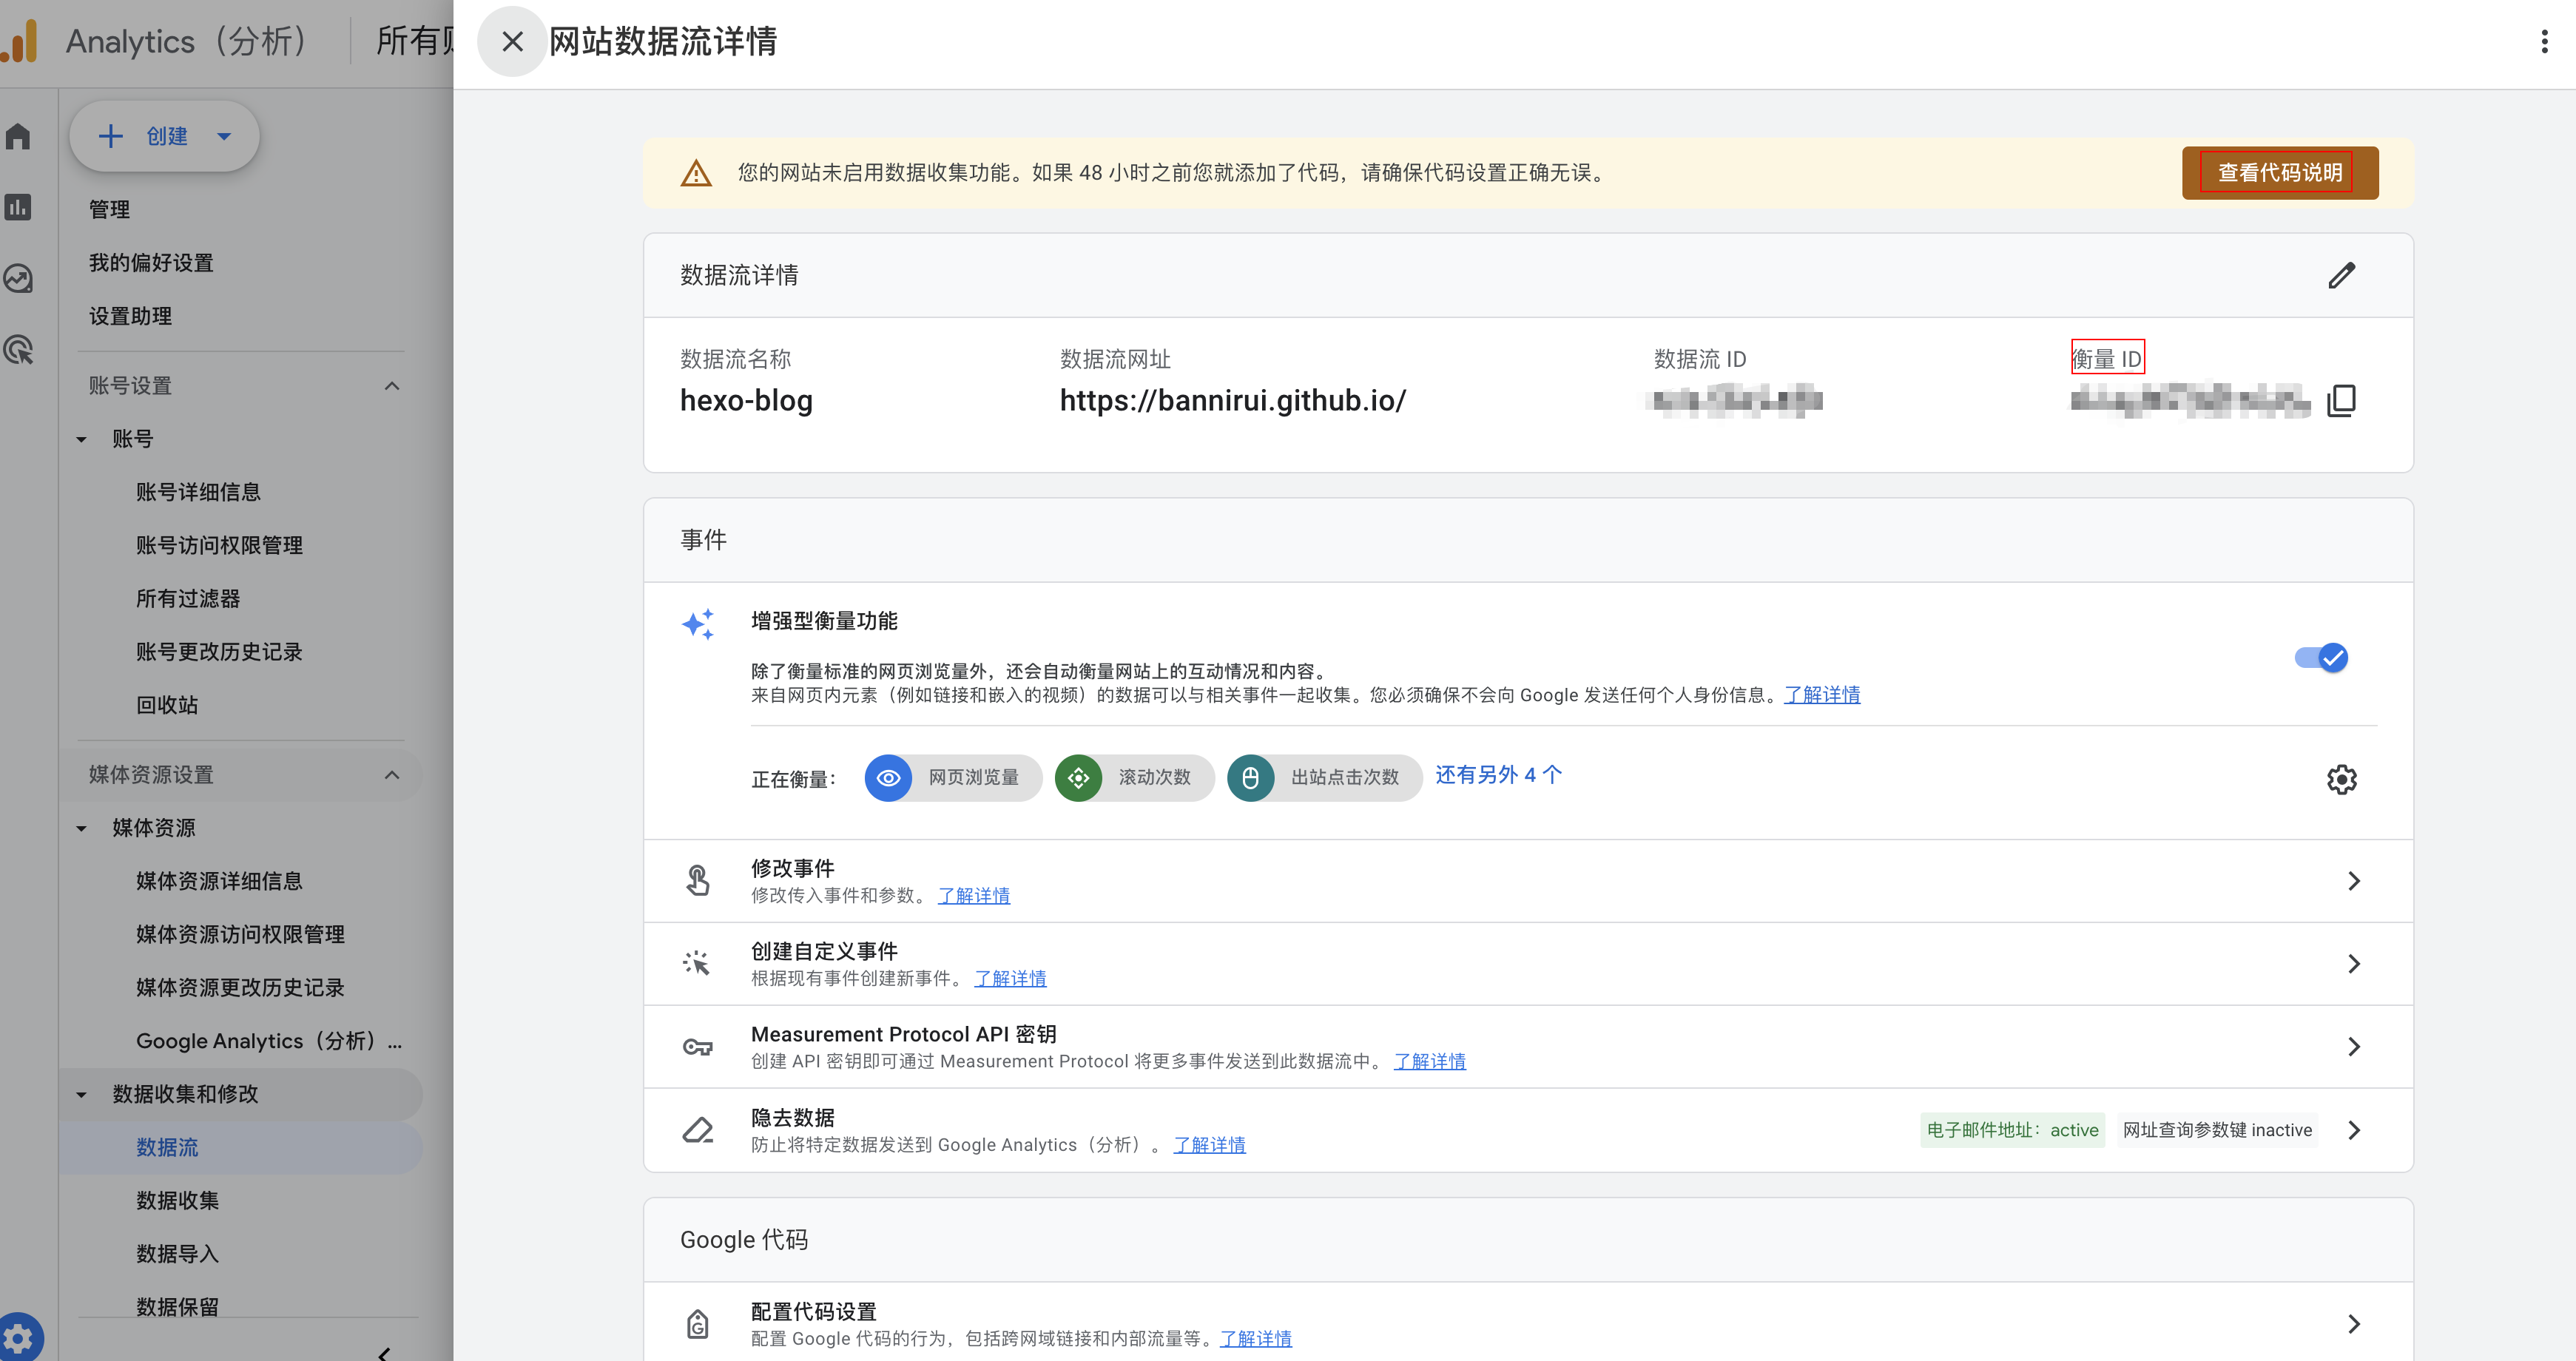 Analytics（分析）
所有
网站数据流详情
创建
管理
我的偏好设置
设置助理
账号设置
账号
账号详细信息
账号访问权限管理
所有过滤器
账号更改历史记录
回收站
媒体资源设置
媒体资源
媒体资源详细信息
媒体资源访问权限管理
媒体资源更改历史记录
Google Analytics（分析）...
数据收集和修改
数据流
数据收集
数据导入
数据保留
您的网站未启用数据收集功能。如果 48 小时之前您就添加了代码，请确保代码设置正确无误。
查看代码说明
数据流详情
数据流名称
hexo-blog
数据流网址
https://bannirui.github.io/
数据流 ID
衡量 ID
事件
增强型衡量功能
除了衡量标准的网页浏览量外，还会自动衡量网站上的互动情况和内容。
来自网页内元素（例如链接和嵌入的视频）的数据可以与相关事件一起收集。您必须确保不会向 Google 发送任何个人身份信息。了解详情
正在衡量：
网页浏览量
滚动次数
出站点击次数
还有另外 4 个
修改事件
修改传入事件和参数。 了解详情
创建自定义事件
根据现有事件创建新事件。 了解详情
Measurement Protocol API 密钥
创建 API 密钥即可通过 Measurement Protocol 将更多事件发送到此数据流中。 了解详情
隐去数据
防止将特定数据发送到 Google Analytics（分析）。 了解详情
电子邮件地址：active
网址查询参数键 inactive
Google 代码
配置代码设置
配置 Google 代码的行为，包括跨网域链接和内部流量等。了解详情